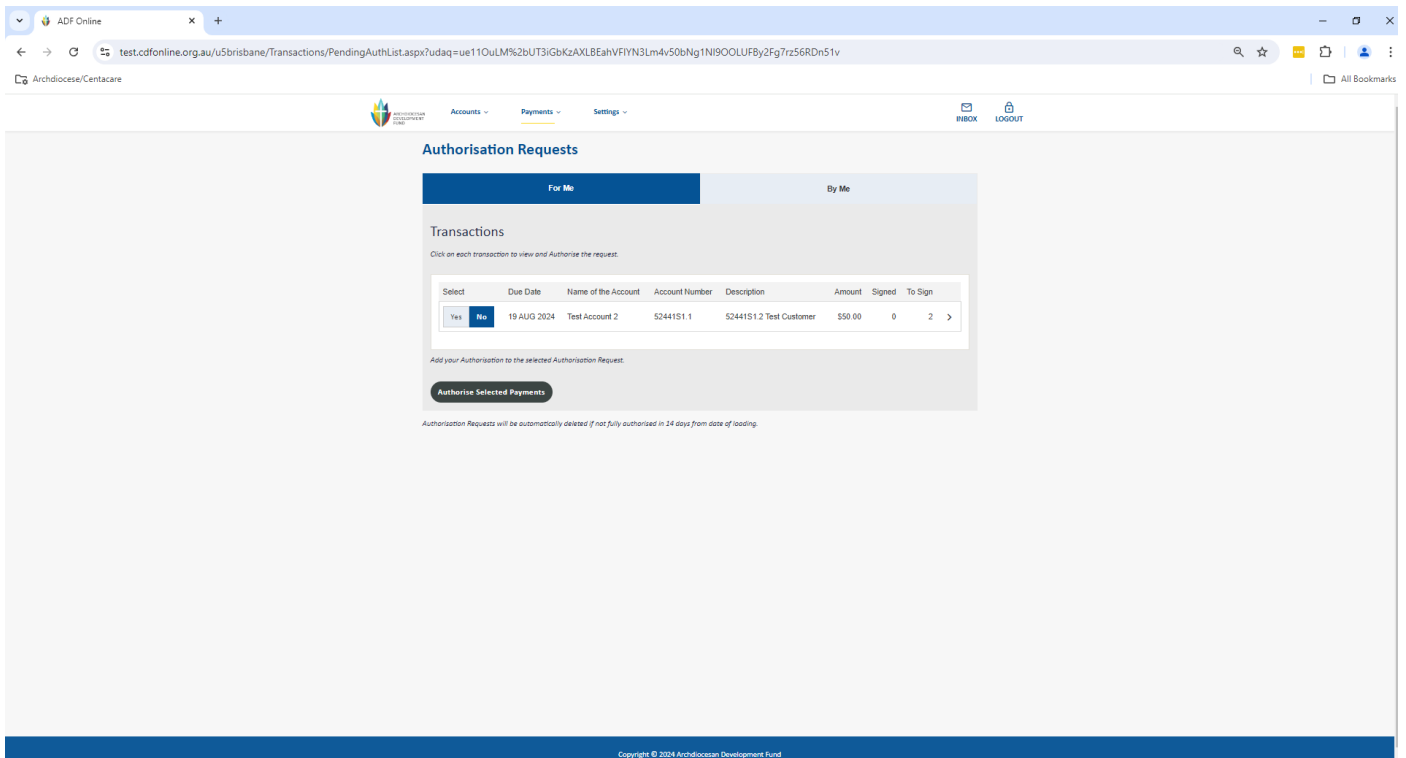 ADF Online
test.cdfonline.org.au/u5brisbane/Transactions/PendingAuthList.aspx?udaq=ue11OuLM%2bUT3iGbKzAXLBEahVFIYN3Lm4v50bNg1NI9OOLUFBy2Fg7rz56RDn51v
Archdiocese/Centacare
All Bookmarks
ARCHDIOCESAN
DEVELOPMENT
FUND
Accounts
Payments
Settings
INBOX
LOGOUT
Authorisation Requests
For Me
By Me
Transactions
Click on each transaction to view and Authorise the request.
Select Due Date Name of the Account Account Number Description Amount Signed To Sign
Yes No 19 AUG 2024 Test Account 2 52441S1.1 52441S1.2 Test Customer $50.00 0 2
Add your Authorisation to the selected Authorisation Request.
Authorise Selected Payments
Authorisation Requests will be automatically deleted if not fully authorised in 14 days from date of loading.
Copyright © 2024 Archdiocesan Development Fund